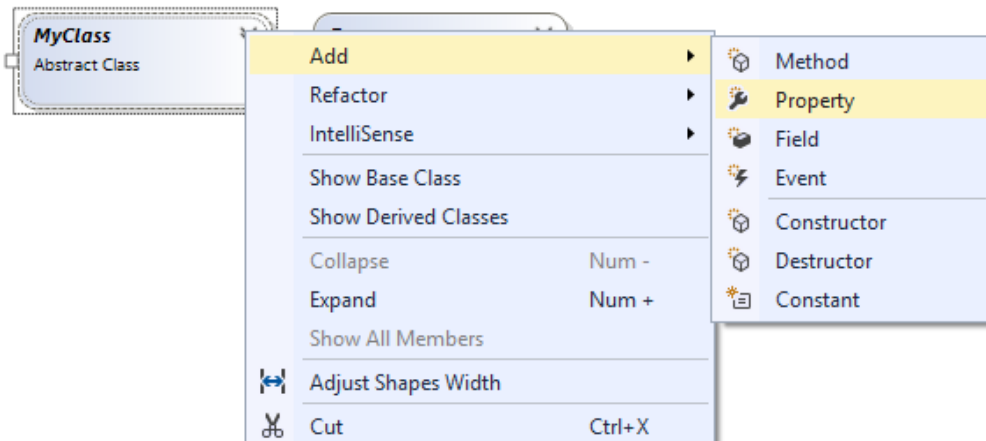 MyClass
Abstract Class
Add
Refactor
IntelliSense
Show Base Class
Show Derived Classes
Collapse Num -
Expand Num +
Show All Members
Adjust Shapes Width
Cut Ctrl+X
Method
Property
Field
Event
Constructor
Destructor
Constant